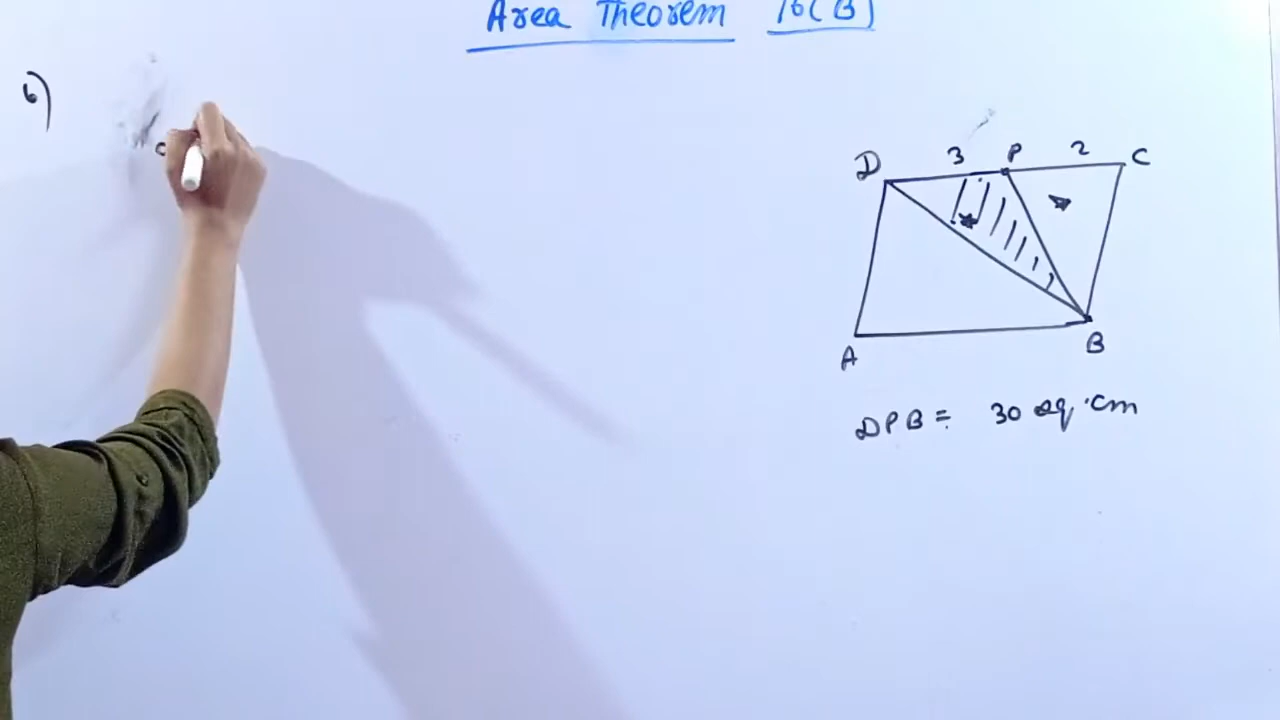 Area Theorem 16(B)
6)
D 3 P 2 C
A B
DPB = 30 sq.cm